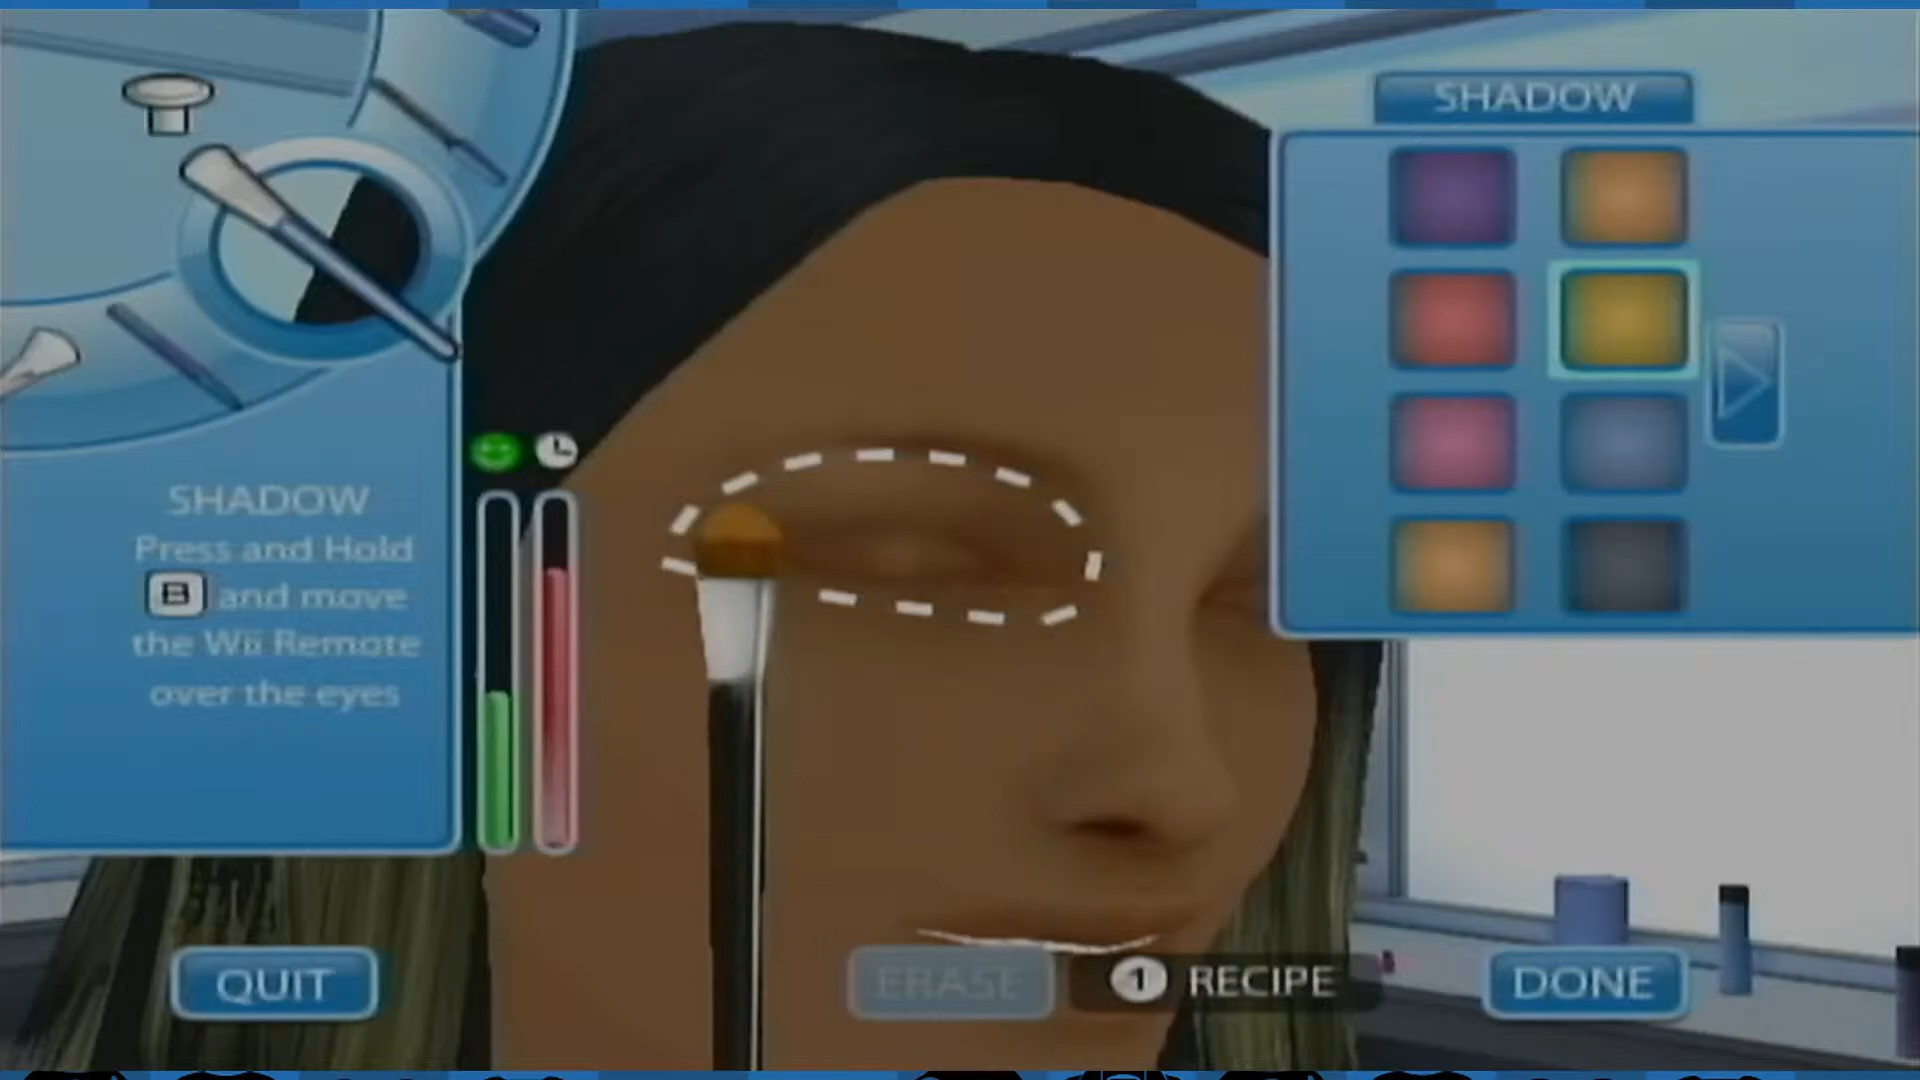 SHADOW
SHADOW
Press and Hold
B and move
the Wii Remote
over the eyes
QUIT
ERASE
1 RECIPE
DONE